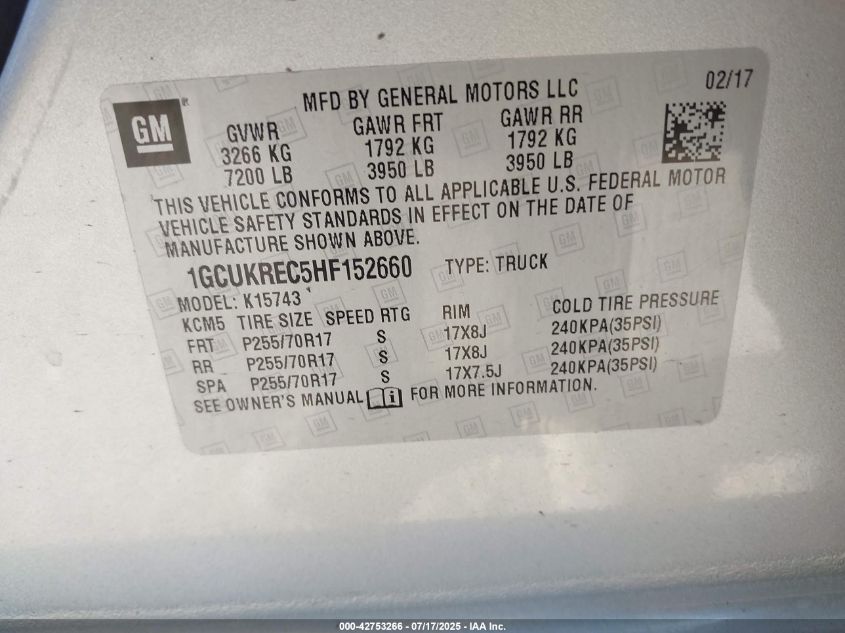 02/17
MFD BY GENERAL MOTORS LLC
GM
GVWR GAWR FRT GAWR RR
3266 KG 1792 KG 1792 KG
7200 LB 3950 LB 3950 LB
THIS VEHICLE CONFORMS TO ALL APPLICABLE U.S. FEDERAL MOTOR
VEHICLE SAFETY STANDARDS IN EFFECT ON THE DATE OF
MANUFACTURE SHOWN ABOVE.
1GCUKREC5HF152660 TYPE: TRUCK
MODEL: K15743
KCM5 TIRE SIZE SPEED RTG RIM COLD TIRE PRESSURE
FRT P255/70R17 S 17X8J 240KPA(35PSI)
RR P255/70R17 S 17X8J 240KPA(35PSI)
SPA P255/70R17 S 17X7.5J 240KPA(35PSI)
SEE OWNER'S MANUAL i FOR MORE INFORMATION.
000-42753266 - 07/17/2025 - IAA Inc.